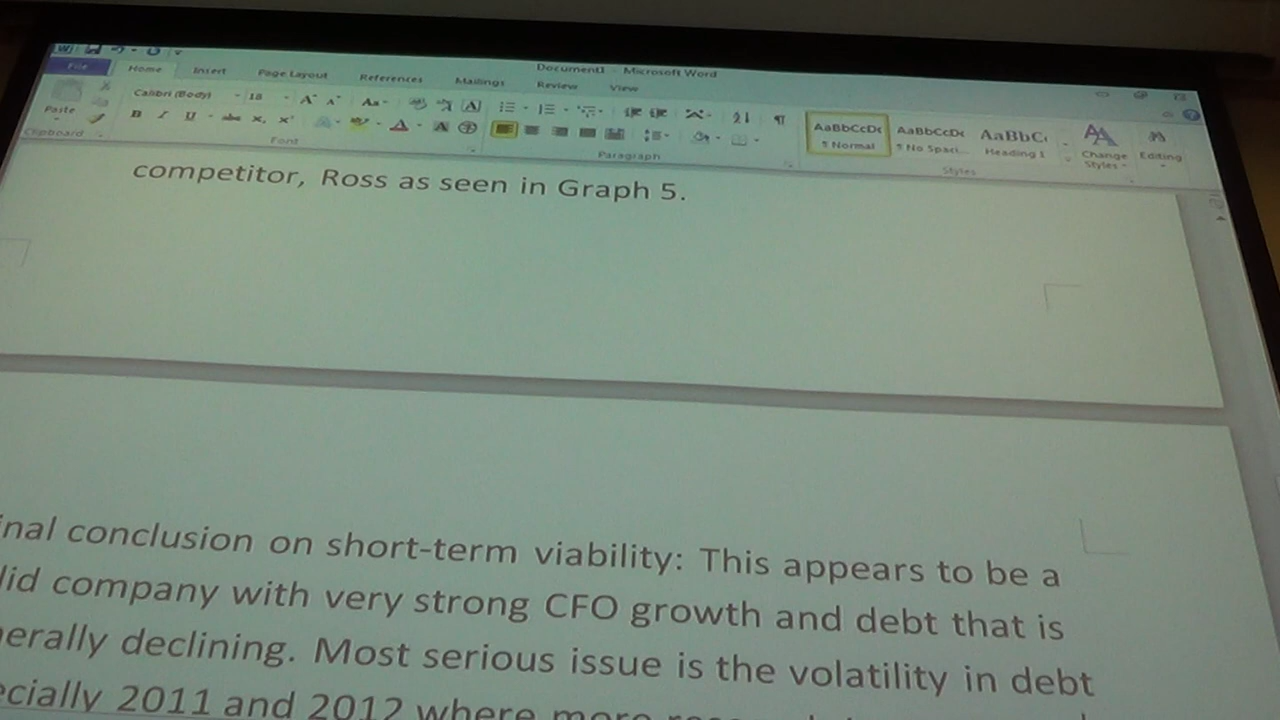 Document1 - Microsoft Word
File Home Insert Page Layout References Mailings Review View
Calibri (Body) 18
Paste
Clipboard Font Paragraph Styles
AaBbCcDc AaBbCcDc AaBbC
¶ Normal ¶ No Spaci... Heading 1 Change Styles Editing
competitor, Ross as seen in Graph 5.
inal conclusion on short-term viability: This appears to be a
lid company with very strong CFO growth and debt that is
nerally declining. Most serious issue is the volatility in debt
ecially 2011 and 2012 where more